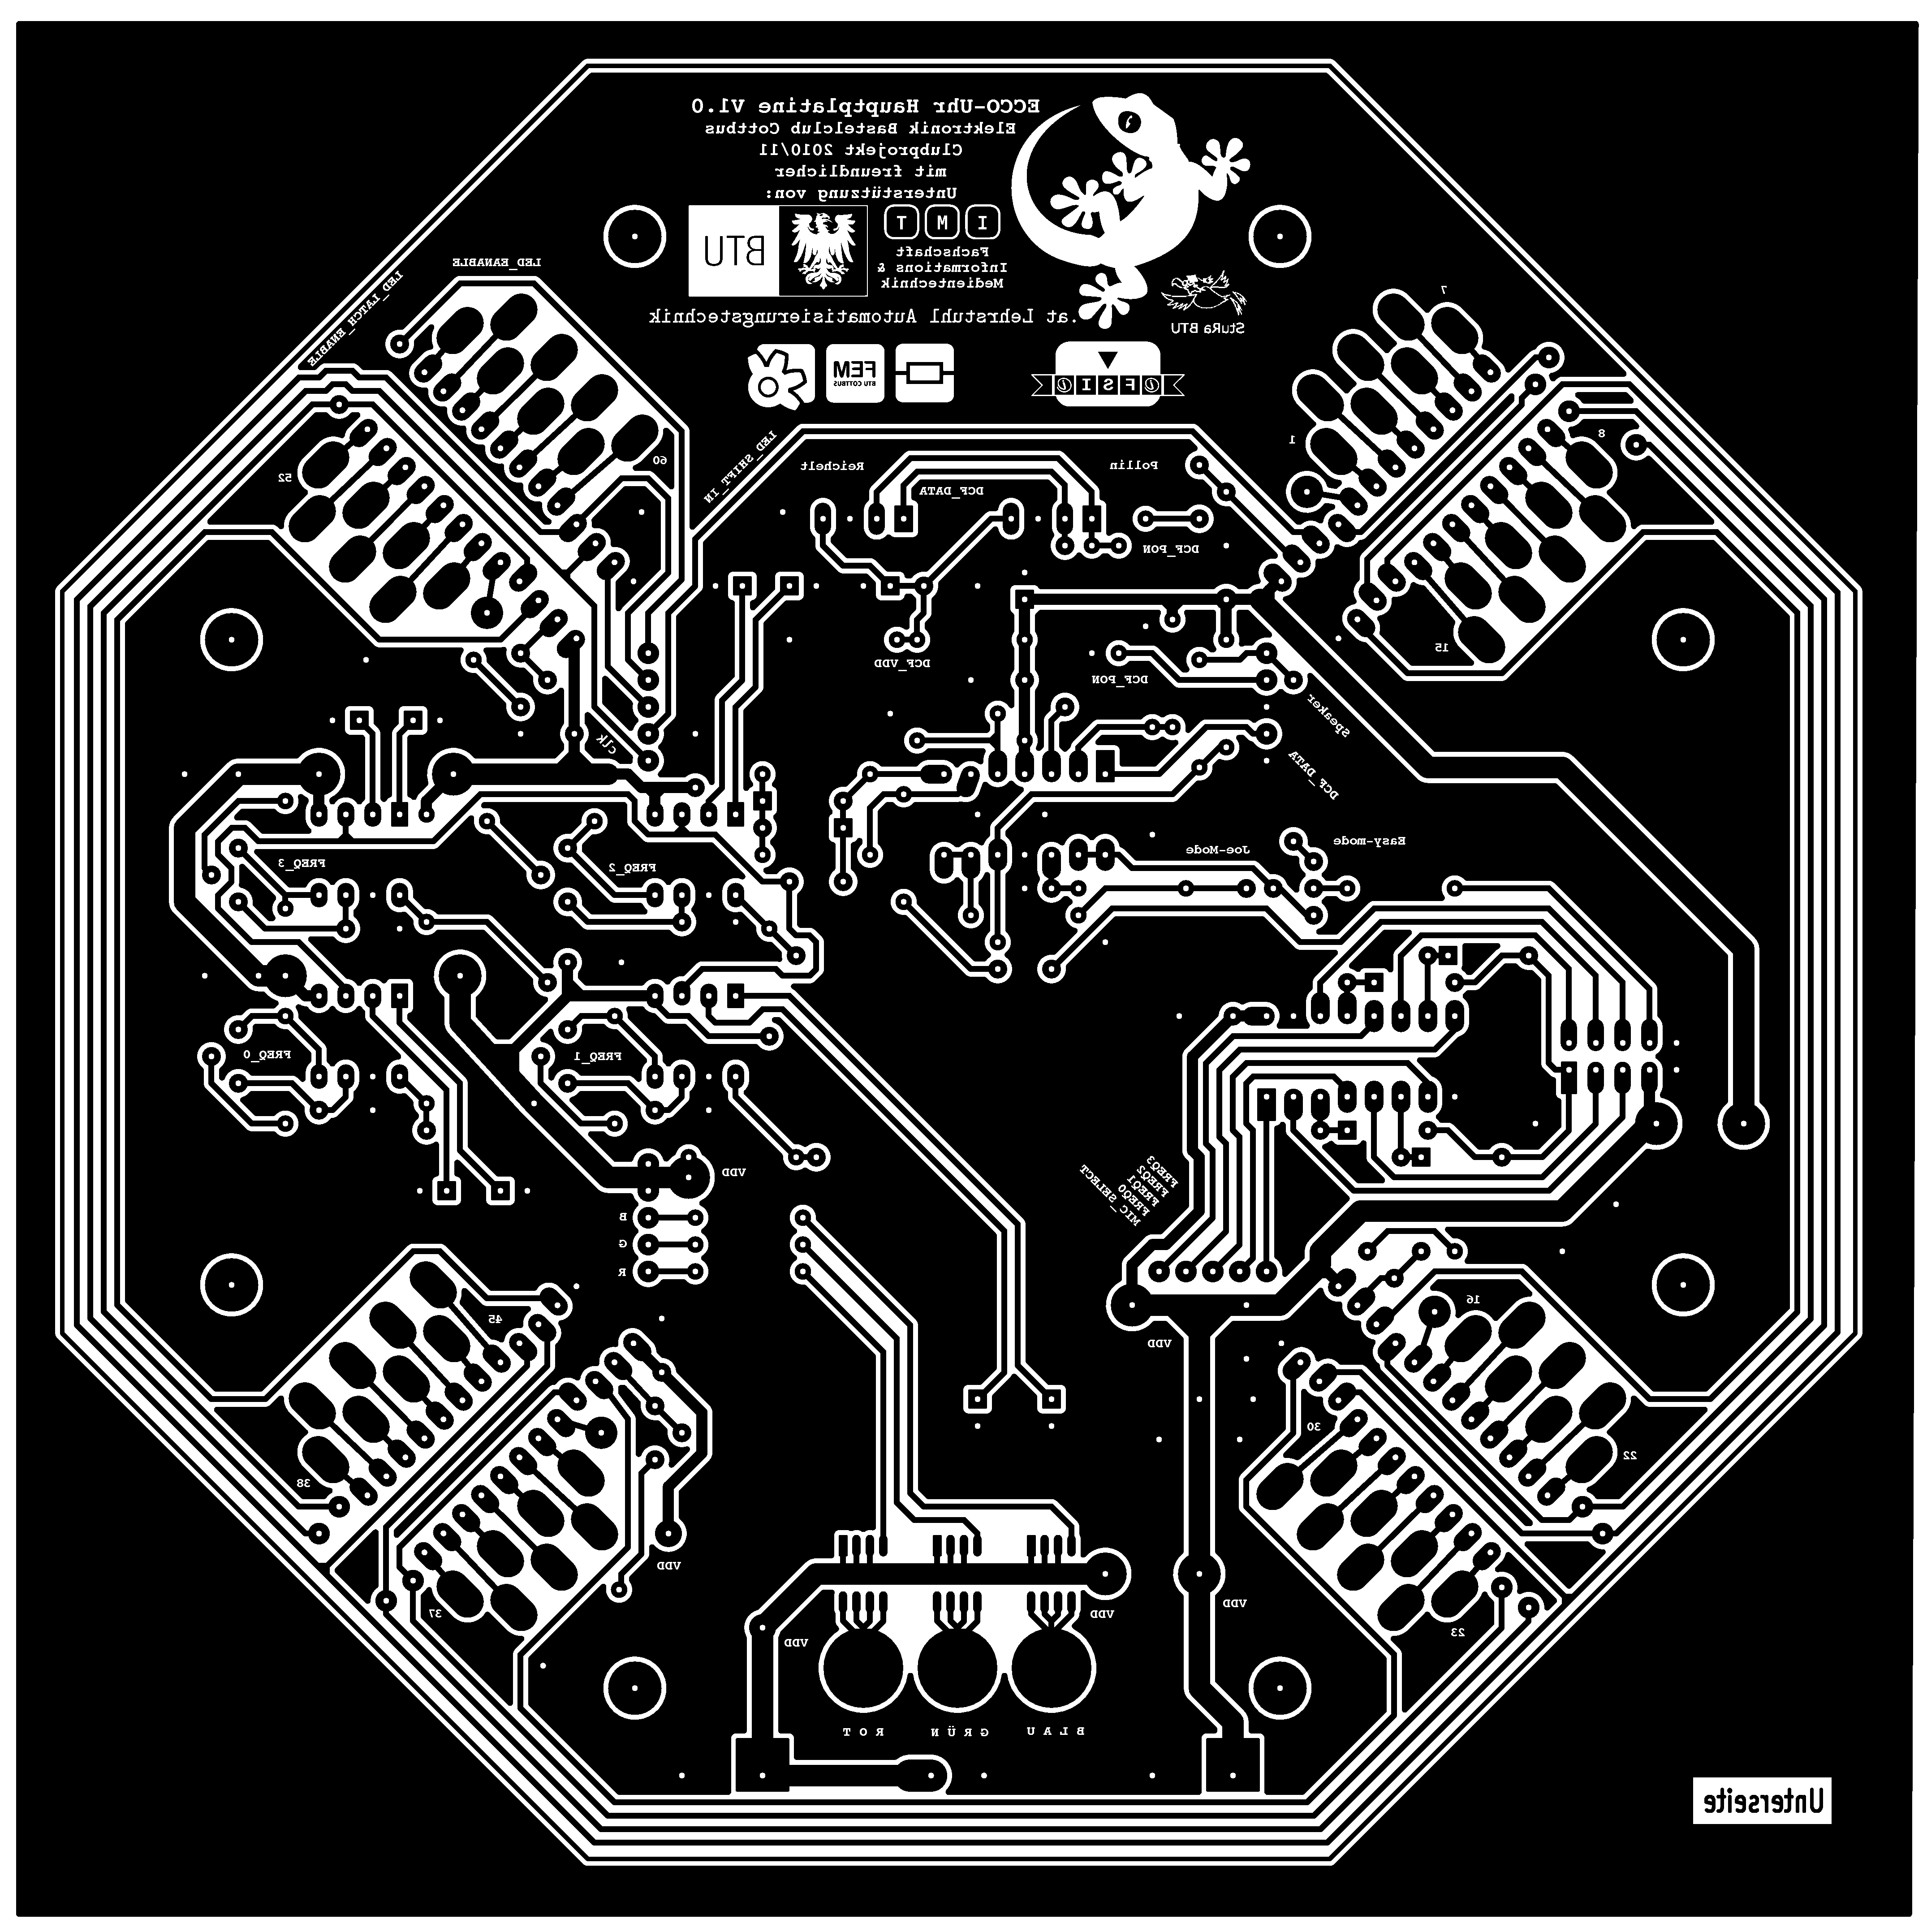 ECCO-Uhr Hauptplatine V1.0
Elektronik Bastelclub Cottbus
Clubprojekt 2010/11
mit freundlicher
Unterstützung von:
I M T
BTU
Fachschaft
Informations &
Medientechnik
.at Lehrstuhl Automatisierungstechnik
StuRa BTU
FEM
BTU COTTBUS
F S I
LED_EANABLE
LED_LATCH_ENABLE
LED_SHIFT_IN
7
1
8
15
60
52
Pollin
Reichelt
DCF_DATA
DCF_PON
DCF_VDD
DCF_PON
Speaker
DCF_DATA
clk
Easy-mode
Joe-Mode
FREQ_3
FREQ_2
FREQ_0
FREQ_1
VDD
B
G
R
FREQ3
FREQ2
FREQ1
FREQ0
MIC_SELECT
VDD
16
22
30
23
45
38
37
VDD
VDD
VDD
VDD
BLAU
GRÜN
ROT
Unterseite